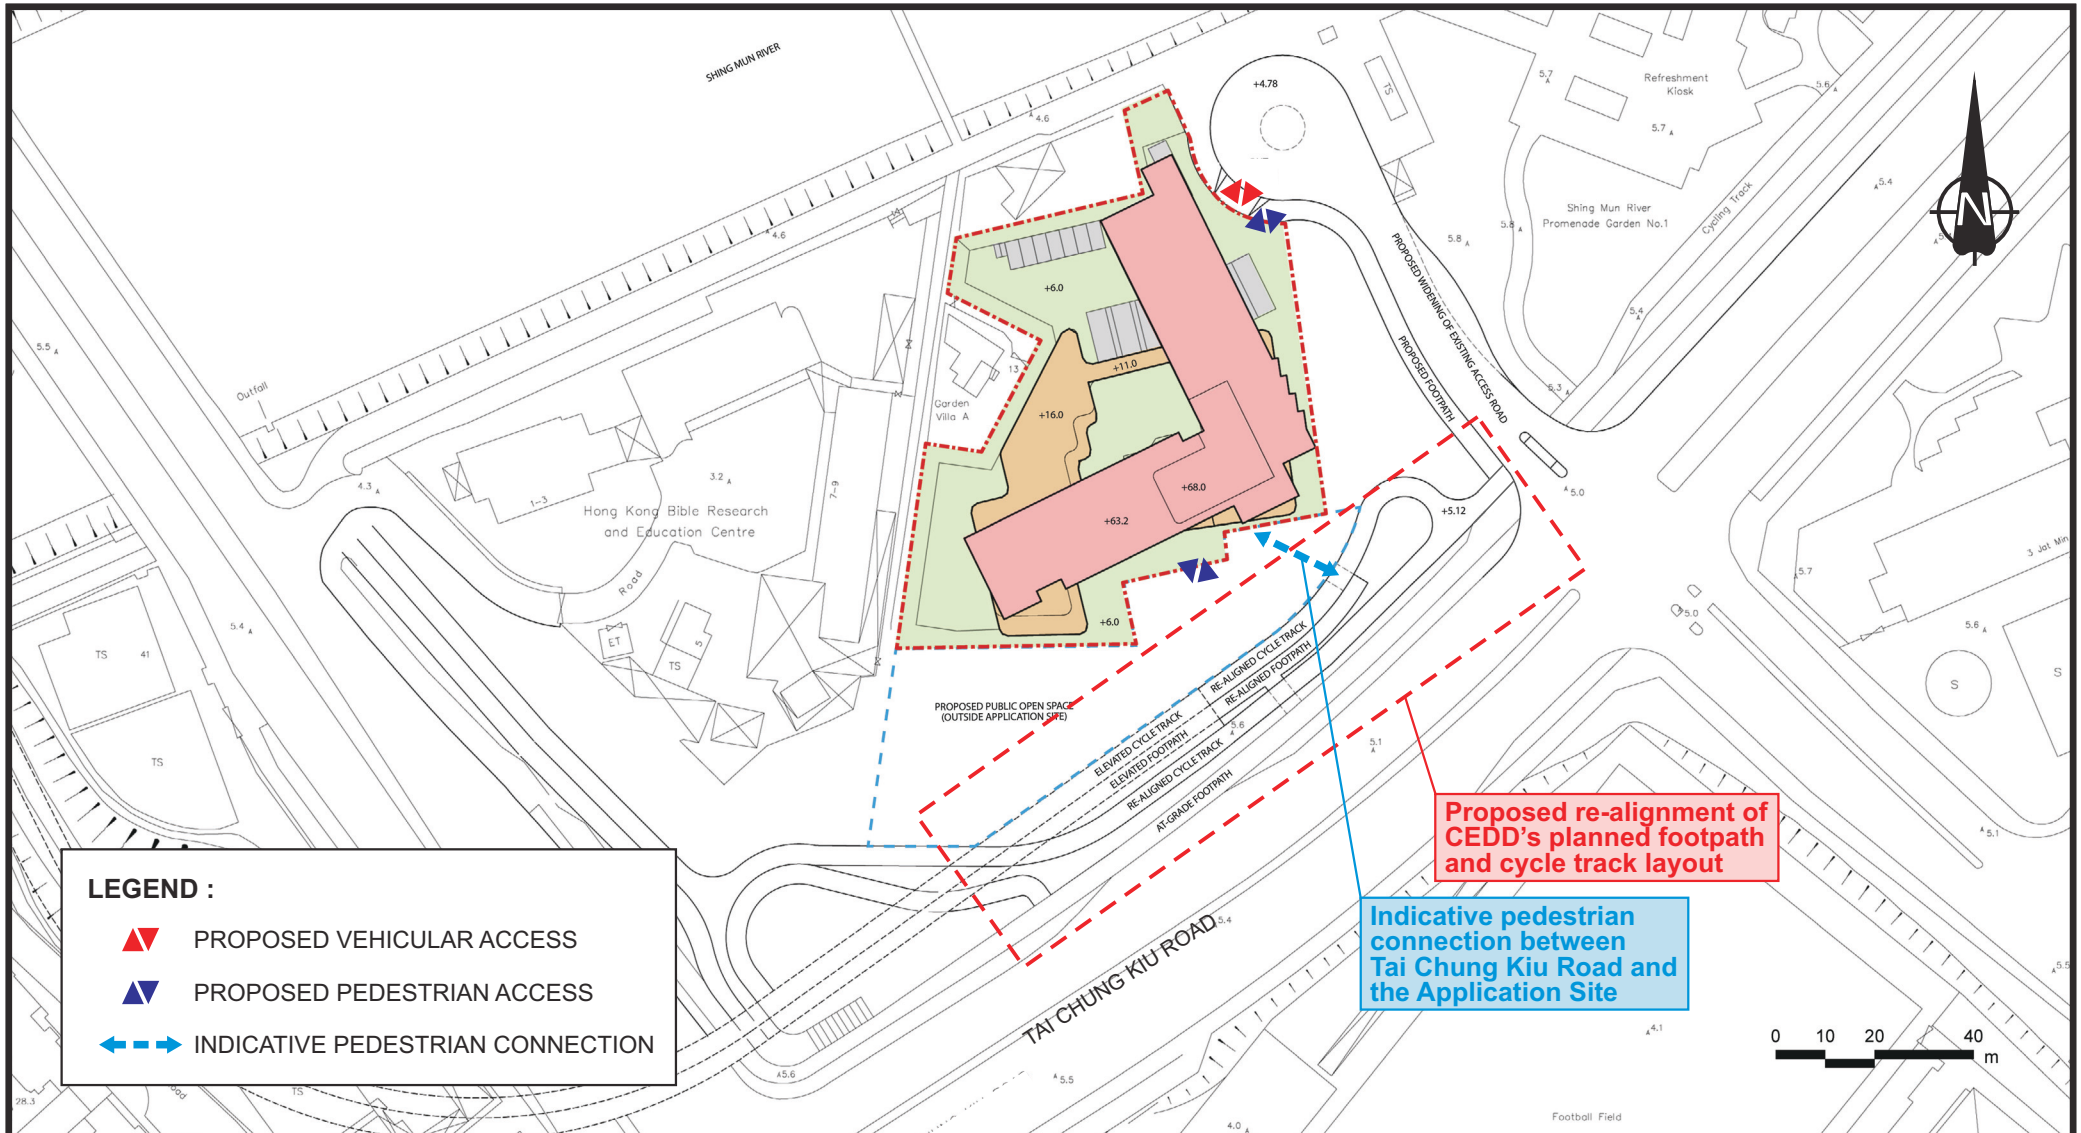 SHING MUN RIVER
+4.78
TS
5.7
Refreshment
Kiosk
5.7
5.6
4.6
5.4
Cycling Track
Shing Mun River
Promenade Garden No.1
5.8
5.8
N
4.6
+6.0
PROPOSED WIDENING OF EXISTING ACCESS ROAD
PROPOSED FOOTPATH
5.4
5.3
5.5
Outfall
13
Garden
Villa A
+11.0
+16.0
4.3
1-3
3.2
7-9
Hong Kong Bible Research
and Education Centre
Road
+68.0
+63.2
+5.12
5.0
3 Jat Min
5.7
5.0
5.6
S
S
5.4
TS
41
ET
TS
5
+6.0
TS
PROPOSED PUBLIC OPEN SPACE
(OUTSIDE APPLICATION SITE)
RE-ALIGNED CYCLE TRACK
RE-ALIGNED FOOTPATH
ELEVATED CYCLE TRACK
ELEVATED FOOTPATH
RE-ALIGNED CYCLE TRACK
AT-GRADE FOOTPATH
5.6
5.1
5.1
Proposed re-alignment of
CEDD's planned footpath
and cycle track layout
Indicative pedestrian
connection between
Tai Chung Kiu Road and
the Application Site
TAI CHUNG KIU ROAD
5.4
5.5
4.1
LEGEND :
PROPOSED VEHICULAR ACCESS
PROPOSED PEDESTRIAN ACCESS
INDICATIVE PEDESTRIAN CONNECTION
0 10 20 40
m
5.6
5.5
28.3
TS
4.0
Football Field